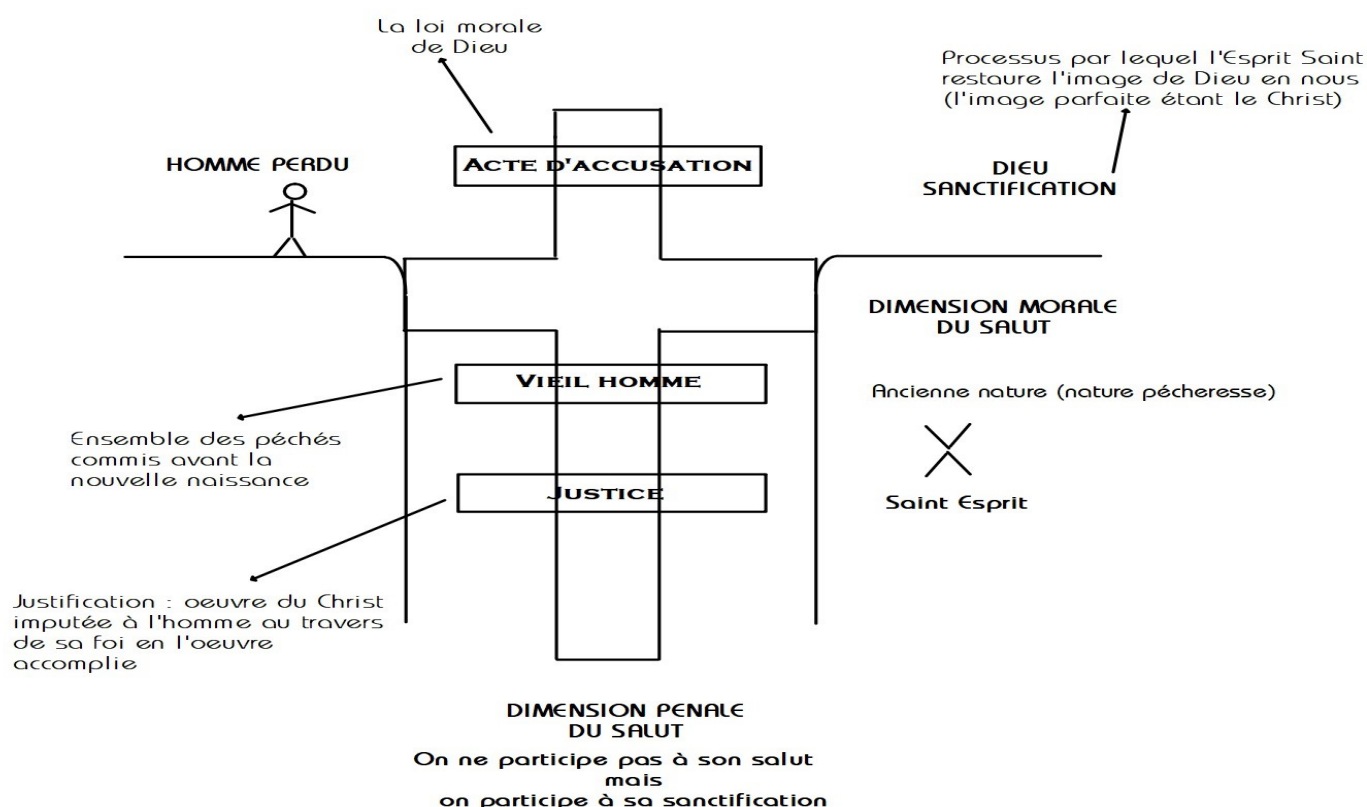 La loi morale
de Dieu
Processus par lequel l'Esprit Saint
restaure l'image de Dieu en nous
(l'image parfaite étant le Christ)
HOMME PERDU
ACTE D'ACCUSATION
DIEU
SANCTIFICATION
DIMENSION MORALE
DU SALUT
VIEIL HOMME
Ancienne nature (nature pécheresse)
Ensemble des péchés
commis avant la
nouvelle naissance
JUSTICE
Saint Esprit
Justification : oeuvre du Christ
imputée à l'homme au travers
de sa foi en l'oeuvre
accomplie
DIMENSION PENALE
DU SALUT
On ne participe pas à son salut
mais
on participe à sa sanctification